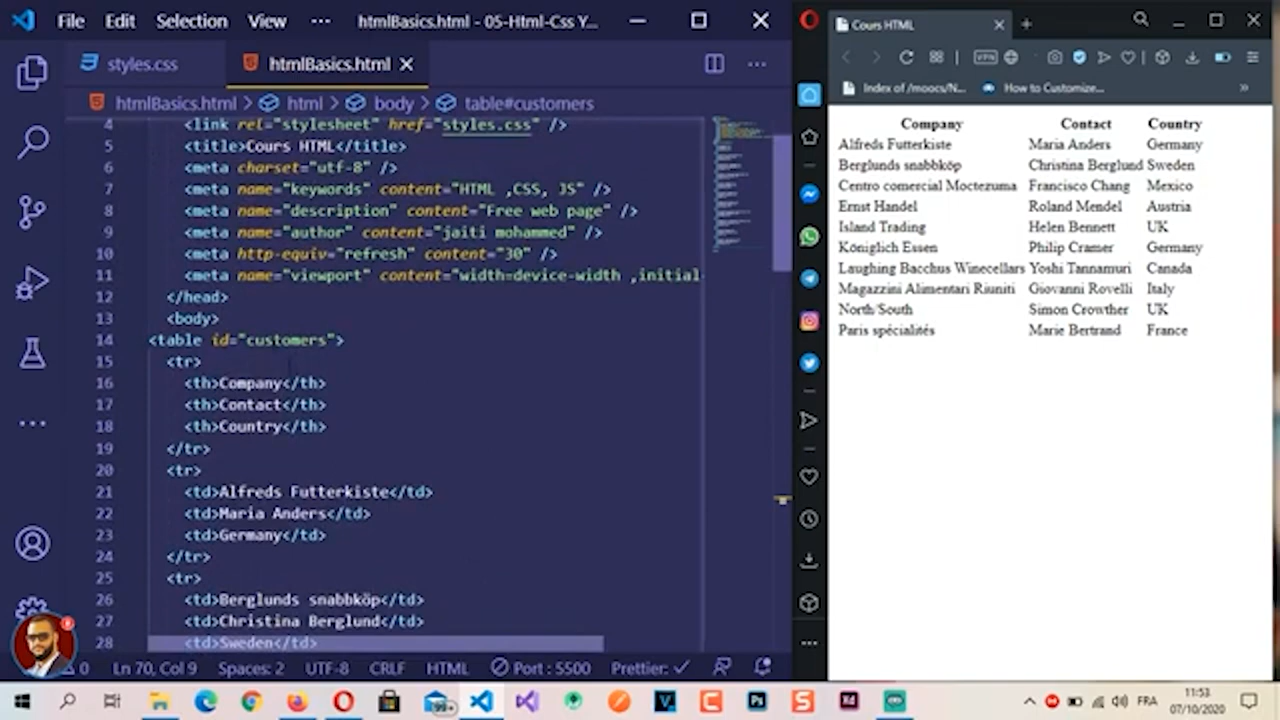 File Edit Selection View ··· htmlBasics.html - 05-Html-Css Y...
styles.css htmlBasics.html
htmlBasics.html > html > body > table#customers
4 <link rel="stylesheet" href="styles.css" />
5 <title>Cours HTML</title>
6 <meta charset="utf-8" />
7 <meta name="keywords" content="HTML ,CSS, JS" />
8 <meta name="description" content="Free web page" />
9 <meta name="author" content="jaiti mohammed" />
10 <meta http-equiv="refresh" content="30" />
11 <meta name="viewport" content="width=device-width ,initial-
12 </head>
13 <body>
14 <table id="customers">
15 <tr>
16 <th>Company</th>
17 <th>Contact</th>
18 <th>Country</th>
19 </tr>
20 <tr>
21 <td>Alfreds Futterkiste</td>
22 <td>Maria Anders</td>
23 <td>Germany</td>
24 </tr>
25 <tr>
26 <td>Berglunds snabbköp</td>
27 <td>Christina Berglund</td>
28 <td>Sweden</td>
0 Ln 70, Col 9 Spaces: 2 UTF-8 CRLF HTML Port : 5500 Prettier: ✓
Cours HTML
VPN
Index of /moocs/N... How to Customize...
Company Contact Country
Alfreds Futterkiste Maria Anders Germany
Berglunds snabbköp Christina Berglund Sweden
Centro comercial Moctezuma Francisco Chang Mexico
Ernst Handel Roland Mendel Austria
Island Trading Helen Bennett UK
Königlich Essen Philip Cramer Germany
Laughing Bacchus Winecellars Yoshi Tannamuri Canada
Magazzini Alimentari Riuniti Giovanni Rovelli Italy
North/South Simon Crowther UK
Paris spécialités Marie Bertrand France
99+ Ps Xd FRA 11:53
07/10/2020